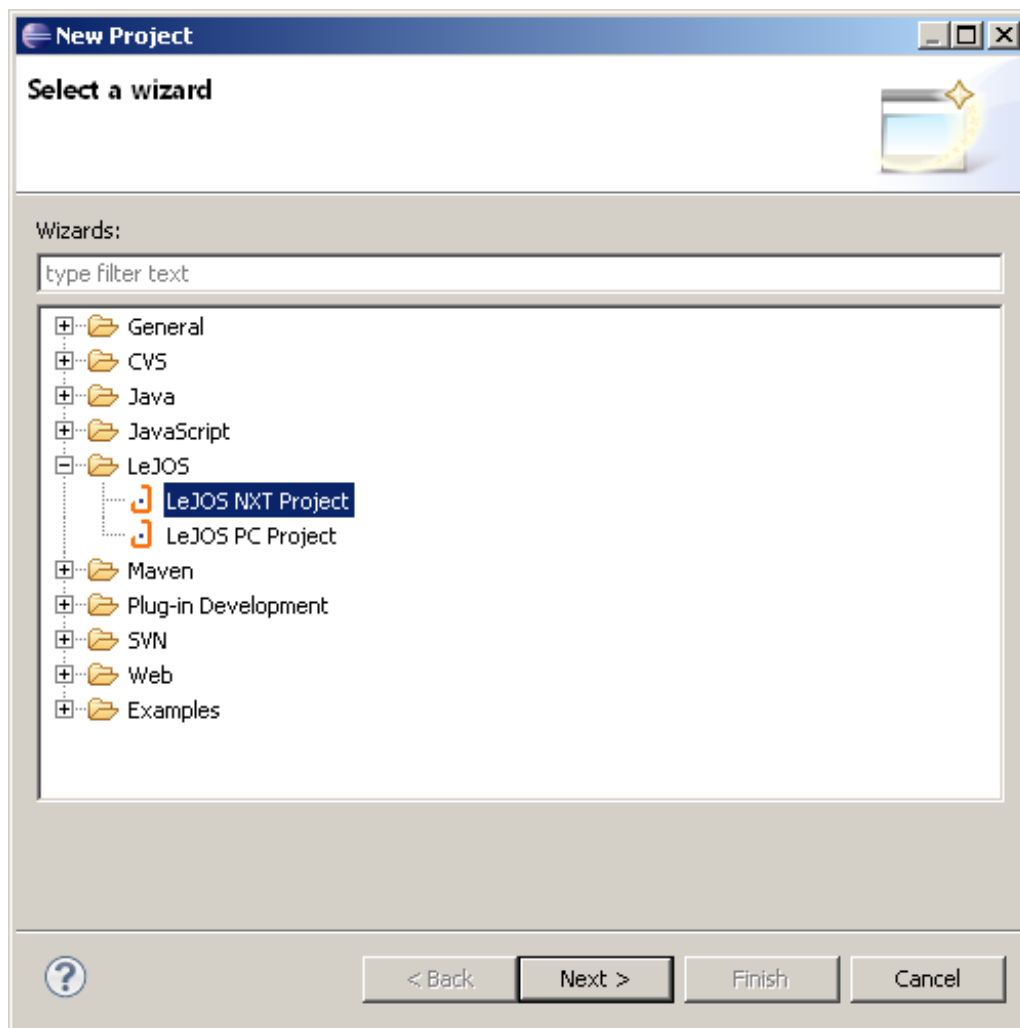 New Project
Select a wizard
Wizards:
type filter text
General
CVS
Java
JavaScript
LeJOS
LeJOS NXT Project
LeJOS PC Project
Maven
Plug-in Development
SVN
Web
Examples
? < Back Next > Finish Cancel